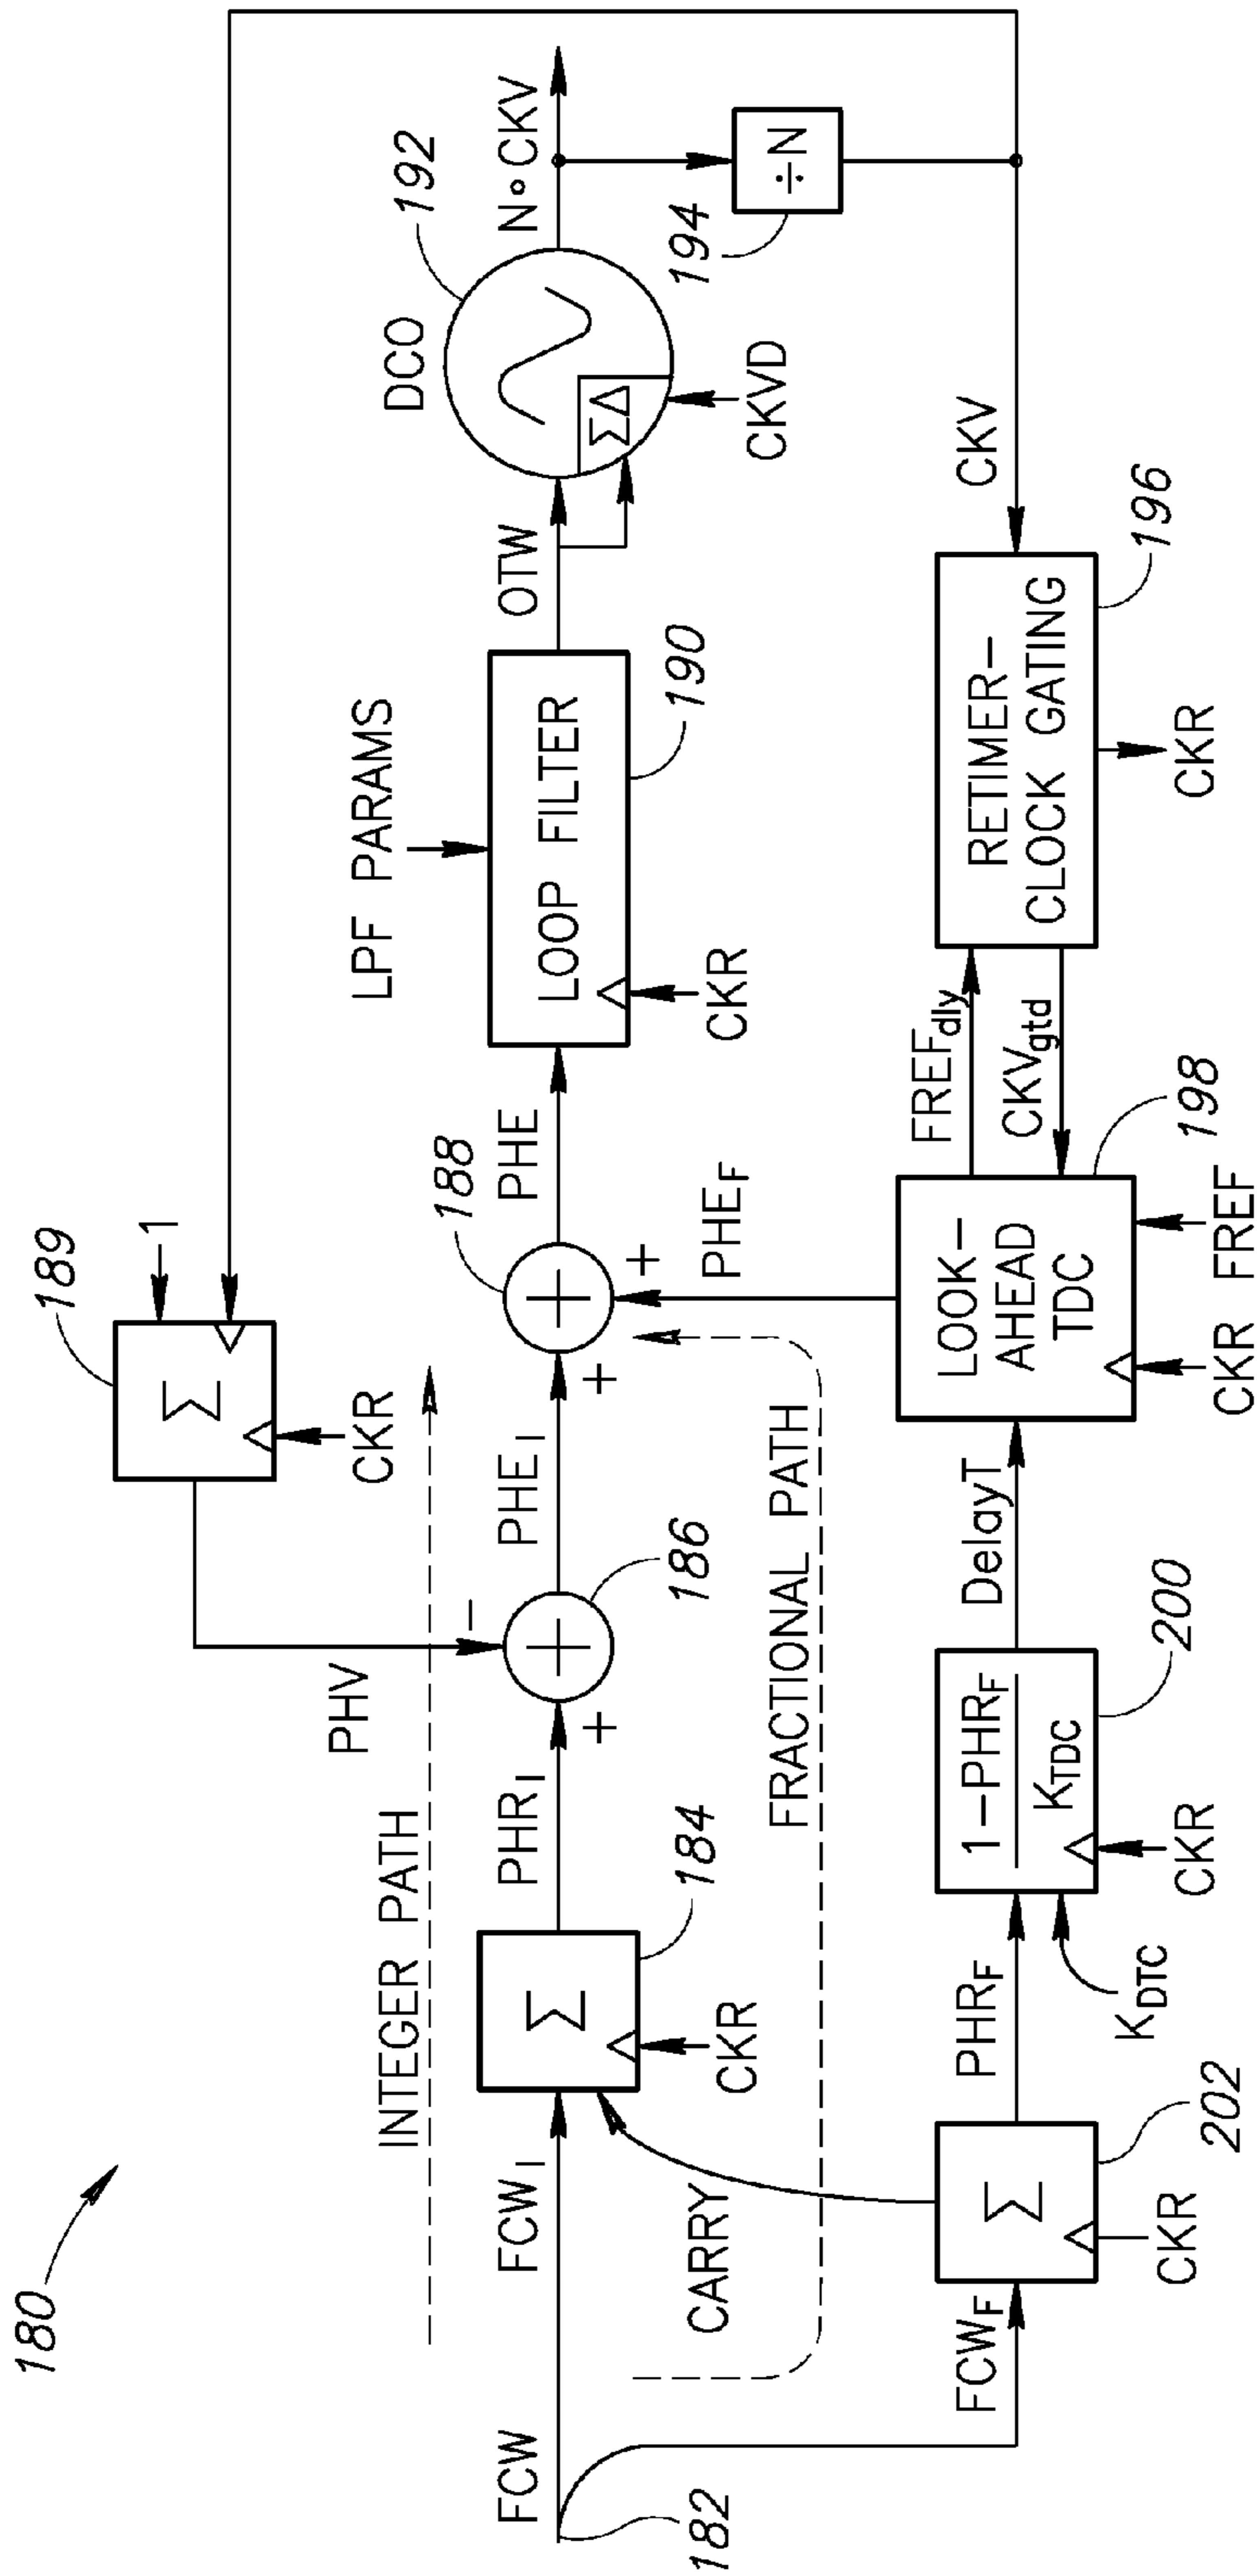 180
189
1
Σ
CKR
PHV
INTEGER PATH
LPF PARAMS
DCO
192
FCW
182
FCW_I
Σ
CKR
184
PHR_I
+
-
186
PHE_I
+
188
+
PHE
LOOP FILTER
CKR
190
OTW
ΣΔ
CKVD
N•CKV
÷N
194
CARRY
FRACTIONAL PATH
PHE_F
FCW_F
Σ
CKR
202
PHR_F
K_DTC
1-PHR_F
K_TDC
CKR
200
DelayT
LOOK-
AHEAD
TDC
CKR
FREF
198
FREF_dly
CKV_gtd
RETIMER-
CLOCK GATING
CKR
196
CKV